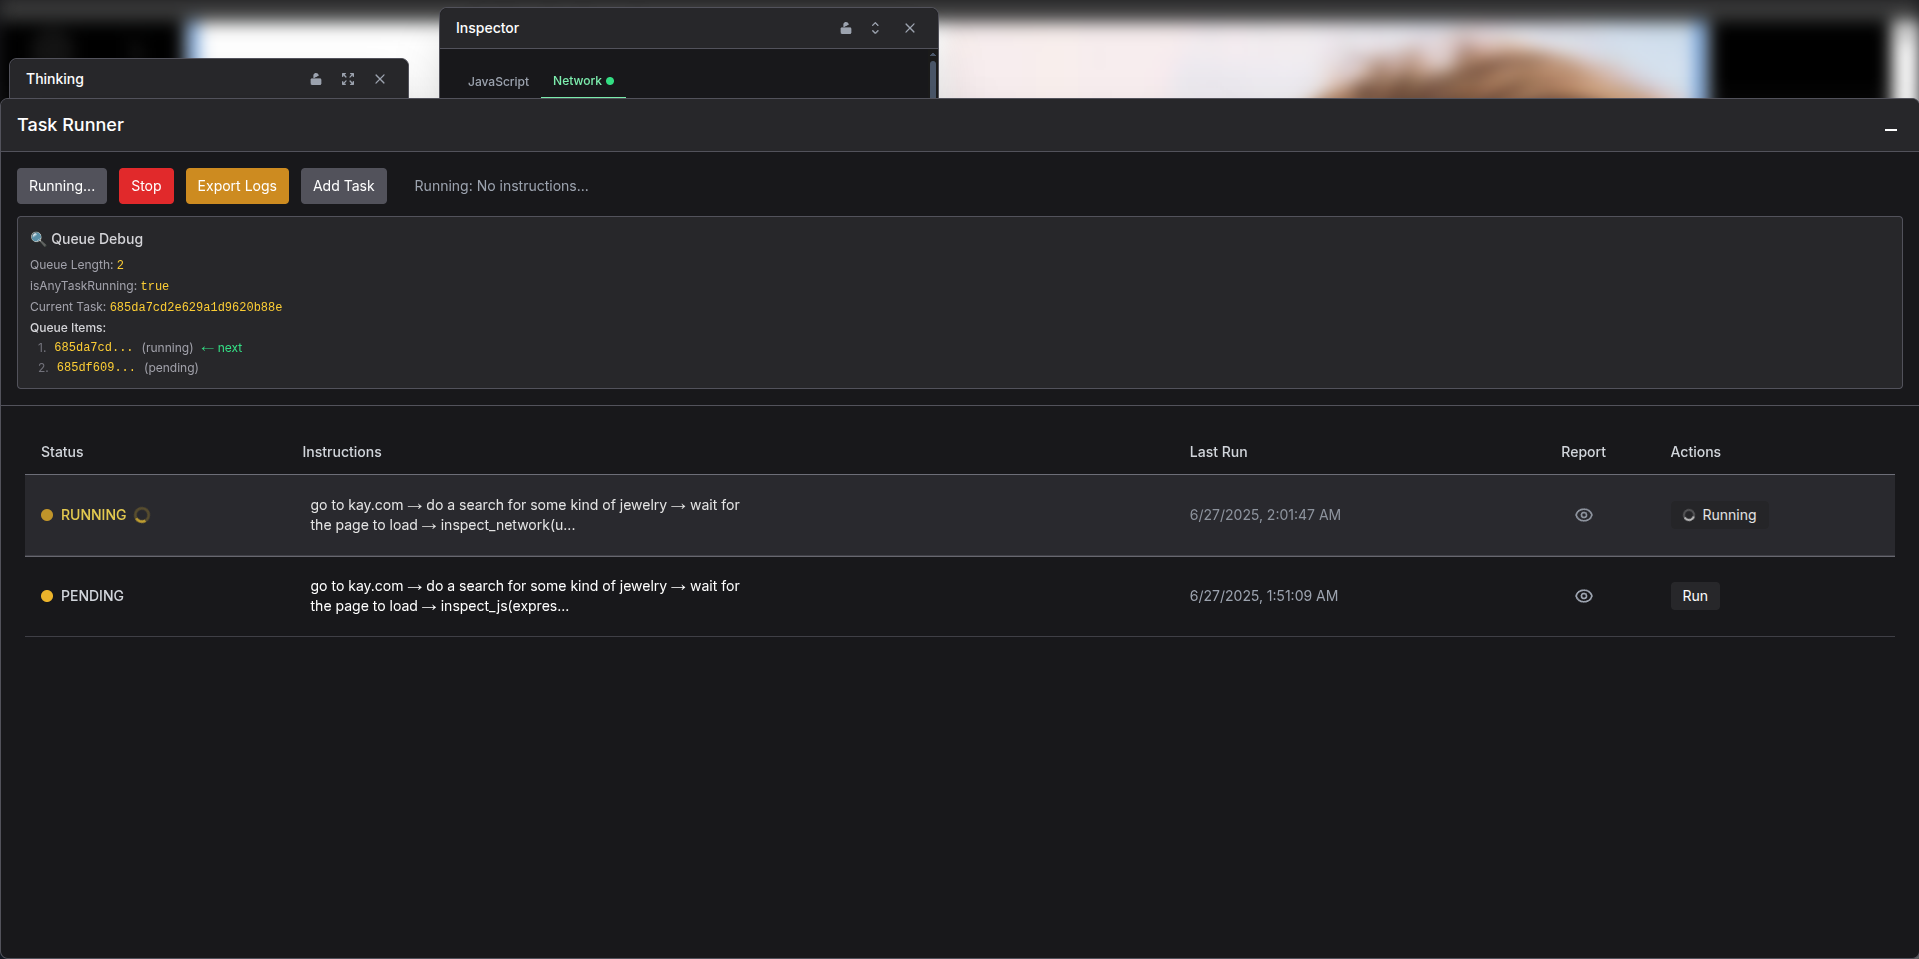 Inspector
JavaScript
Network
Thinking
Task Runner
Running...
Stop
Export Logs
Add Task
Running: No instructions...
🔍 Queue Debug
Queue Length: 2
isAnyTaskRunning: true
Current Task: 685da7cd2e629a1d9620b88e
Queue Items:
1. 685da7cd... (running) ← next
2. 685df609... (pending)
Status Instructions Last Run Report Actions
RUNNING
go to kay.com → do a search for some kind of jewelry → wait for
the page to load → inspect_network(u...
6/27/2025, 2:01:47 AM
Running
PENDING
go to kay.com → do a search for some kind of jewelry → wait for
the page to load → inspect_js(expres...
6/27/2025, 1:51:09 AM
Run